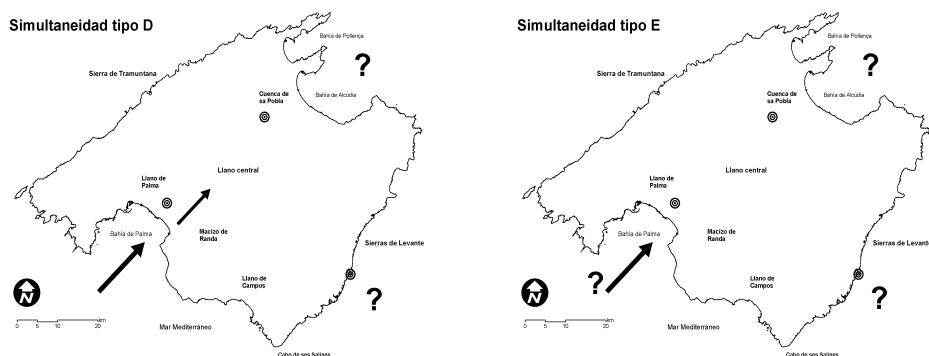 Simultaneidad tipo D
Bahía de Pollença
?
Sierra de Tramuntana
Cuenca de
sa Pobla
Bahía de Alcúdia
Llano central
Llano de
Palma
Bahía de Palma
Macizo de
Randa
Sierras de Levante
Llano de
Campos
?
N
km
0 5 10 20
Mar Mediterráneo
Cabo de ses Salines
Simultaneidad tipo E
Bahía de Pollença
?
Sierra de Tramuntana
Cuenca de
sa Pobla
Bahía de Alcúdia
Llano central
Llano de
Palma
Bahía de Palma
Macizo de
Randa
Sierras de Levante
?
Llano de
Campos
?
N
km
0 5 10 20
Mar Mediterráneo
Cabo de ses Salines